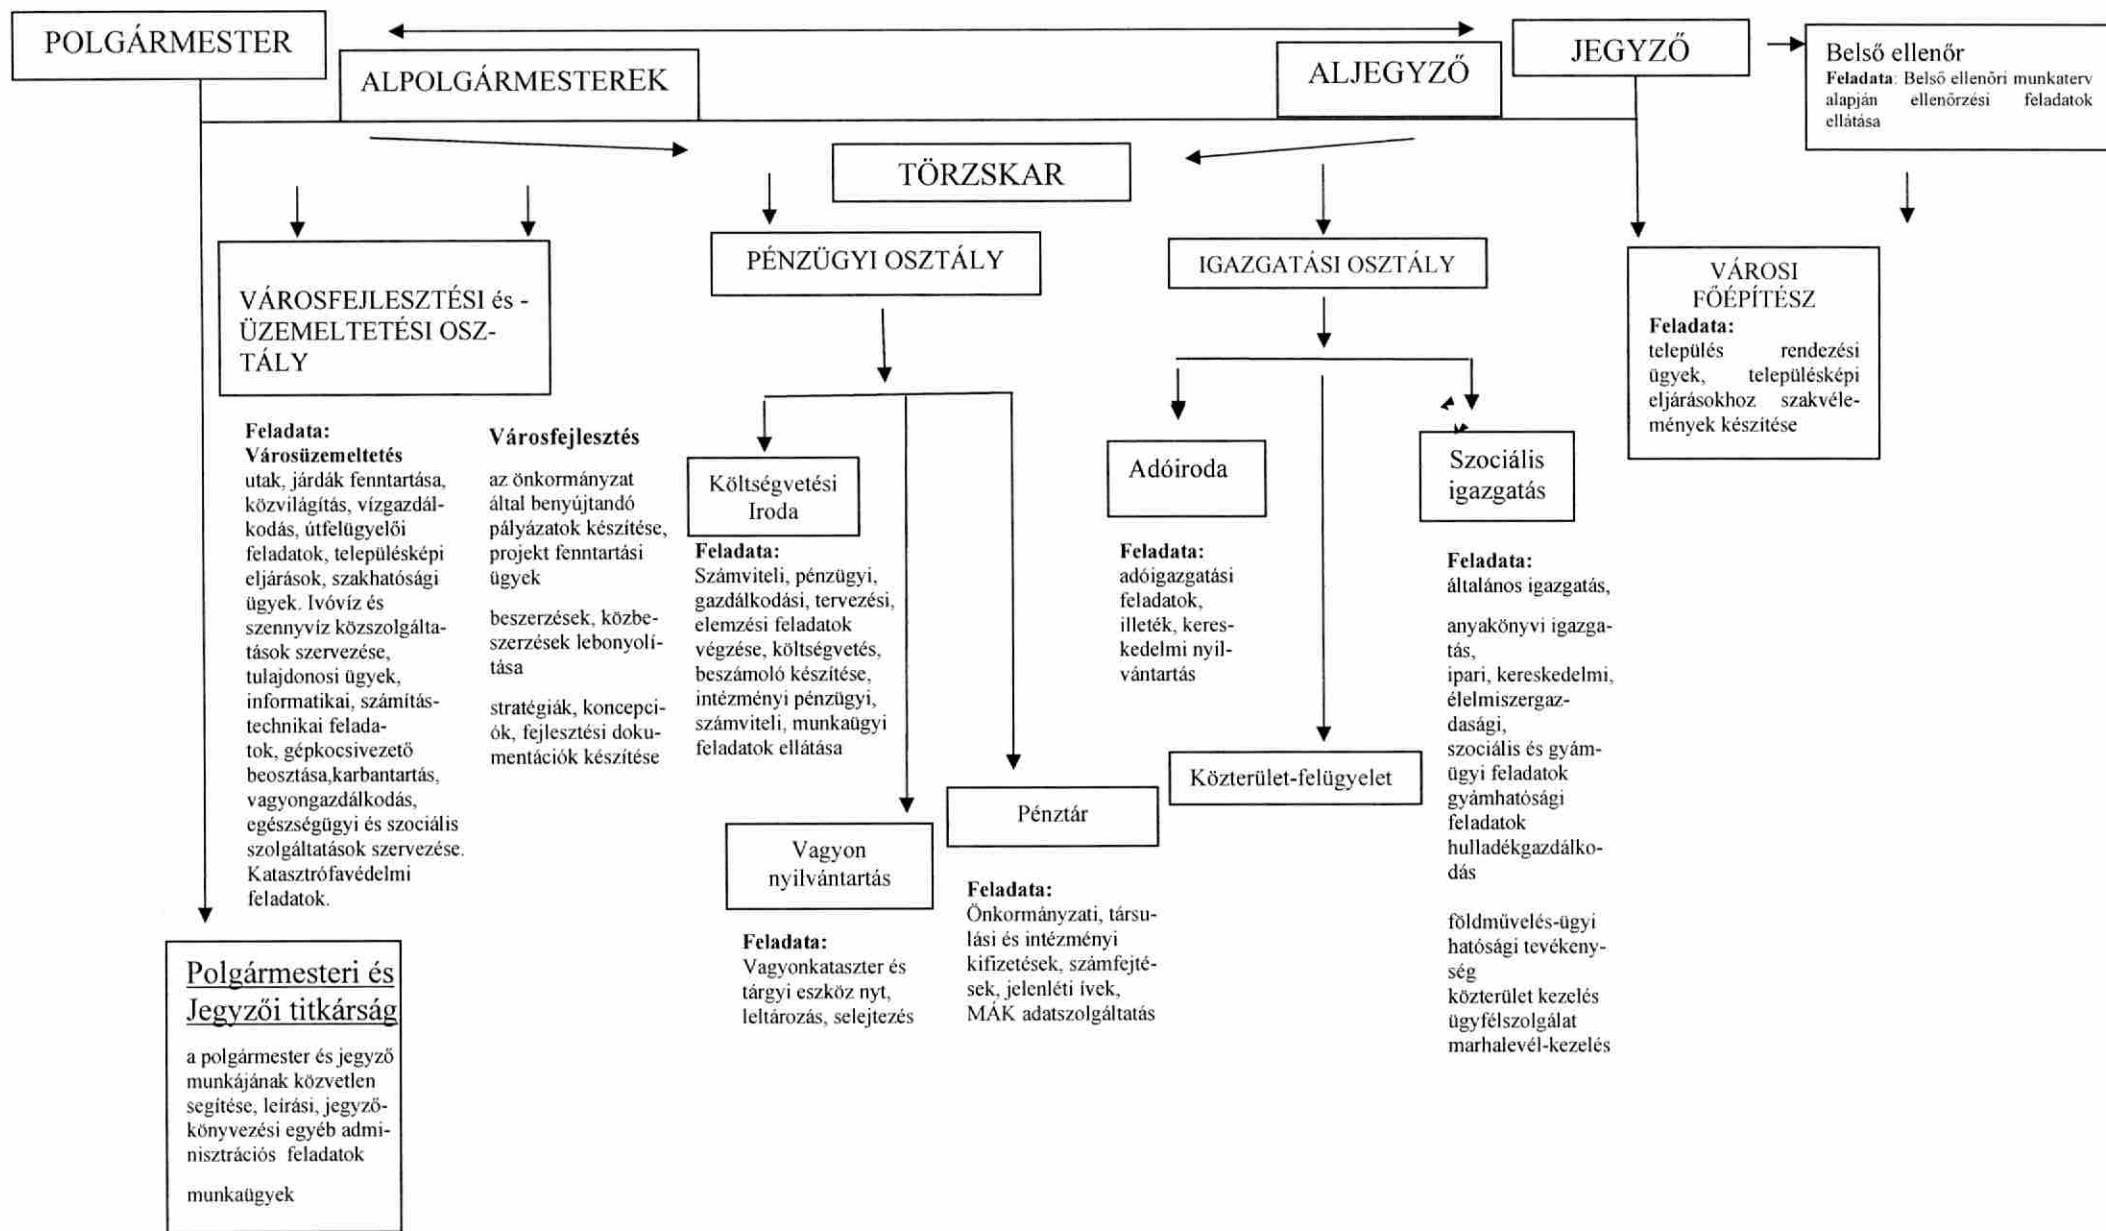 POLGÁRMESTER
ALPOLGÁRMESTEREK
ALJEGYZŐ
JEGYZŐ
Belső ellenőr
Feladata: Belső ellenőri munkaterv
alapján ellenőrzési feladatok
ellátása
TÖRZSKAR
VÁROSFEJLESZTÉSI és -
ÜZEMELTETÉSI OSZ-
TÁLY
PÉNZÜGYI OSZTÁLY
IGAZGATÁSI OSZTÁLY
VÁROSI
FŐÉPÍTÉSZ
Feladata:
település rendezési
ügyek, településképi
eljárásokhoz szakvéle-
mények készítése
Feladata:
Városüzemeltetés
utak, járdák fenntartása,
közvilágítás, vízgazdál-
kodás, útfelügyelői
feladatok, településképi
eljárások, szakhatósági
ügyek. Ivóvíz és
szennyvíz közszolgálta-
tások szervezése,
tulajdonosi ügyek,
informatikai, számítás-
technikai felada-
tok, gépkocsivezető
beosztása,karbantartás,
vagyongazdálkodás,
egészségügyi és szociális
szolgáltatások szervezése.
Katasztrófavédelmi
feladatok.
Városfejlesztés
az önkormányzat
által benyújtandó
pályázatok készítése,
projekt fenntartási
ügyek
beszerzések, közbe-
szerzések lebonyolí-
tása
stratégiák, koncepci-
ók, fejlesztési doku-
mentációk készítése
Költségvetési
Iroda
Feladata:
Számviteli, pénzügyi,
gazdálkodási, tervezési,
elemzési feladatok
végzése, költségvetés,
beszámoló készítése,
intézményi pénzügyi,
számviteli, munkaügyi
feladatok ellátása
Vagyon
nyilvántartás
Feladata:
Vagyonkataszter és
tárgyi eszköz nyt,
leltározás, selejtezés
Pénztár
Feladata:
Önkormányzati, társu-
lási és intézményi
kifizetések, számfejté-
sek, jelenléti ívek,
MÁK adatszolgáltatás
Adóiroda
Feladata:
adóigazgatási
feladatok,
illeték, keres-
kedelmi nyil-
vántartás
Közterület-felügyelet
Szociális
igazgatás
Feladata:
általános igazgatás,
anyakönyvi igazga-
tás,
ipari, kereskedelmi,
élelmiszergaz-
dasági,
szociális és gyám-
ügyi feladatok
gyámhatósági
feladatok
hulladékgazdálko-
dás
földművelés-ügyi
hatósági tevékeny-
ség
közterület kezelés
ügyfélszolgálat
marhalevél-kezelés
Polgármesteri és
Jegyzői titkárság
a polgármester és jegyző
munkájának közvetlen
segítése, leírási, jegyző-
könyvezési egyéb admi-
nisztrációs feladatok
munkaügyek